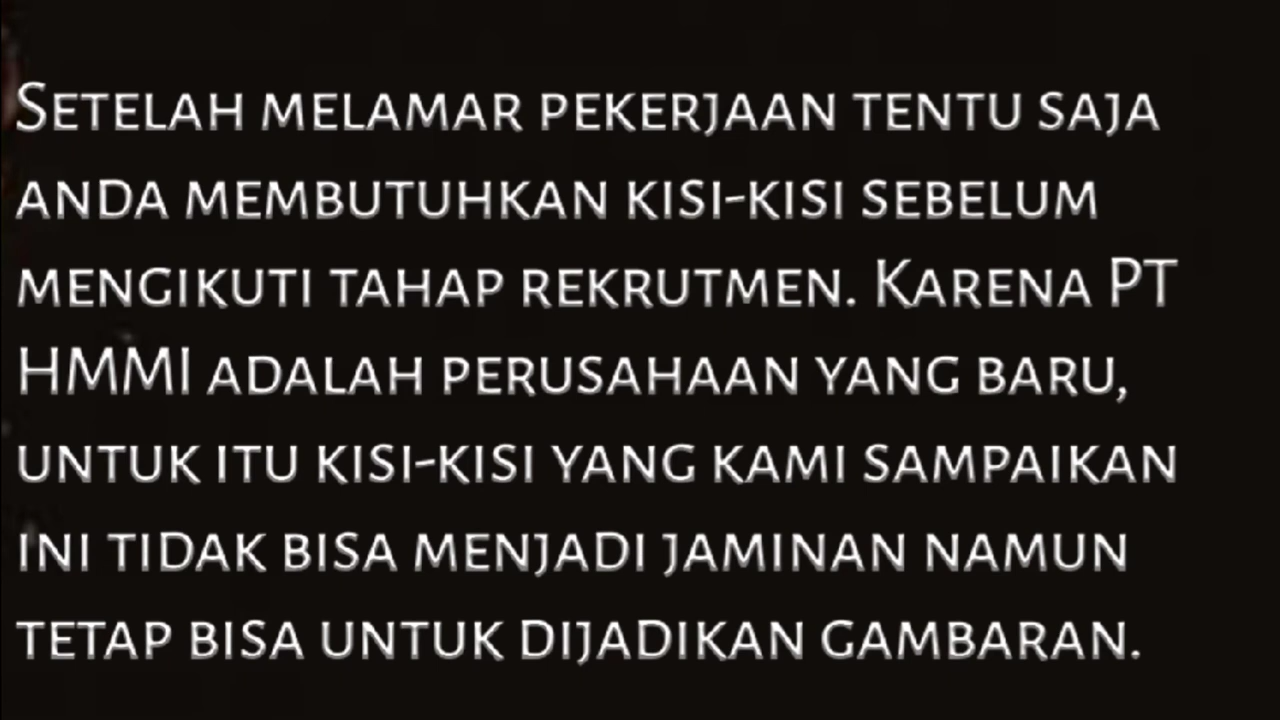 Setelah melamar pekerjaan tentu saja
anda membutuhkan kisi-kisi sebelum
mengikuti tahap rekrutmen. Karena PT
HMMI adalah perusahaan yang baru,
untuk itu kisi-kisi yang kami sampaikan
ini tidak bisa menjadi jaminan namun
tetap bisa untuk dijadikan gambaran.